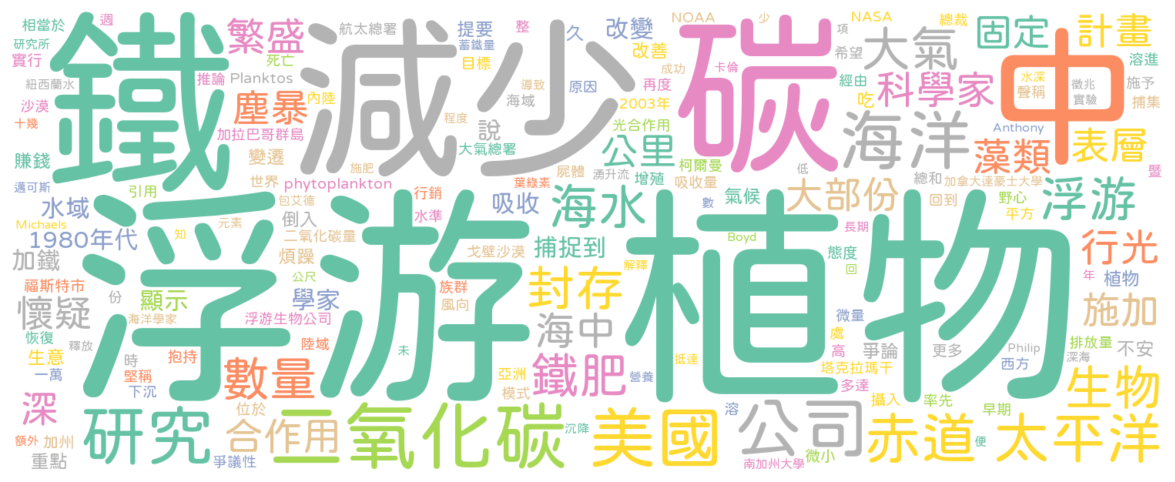 相當於 週 航太總署 整 久 改變 NOAA 少 NASA 總裁 固定 計畫
研究所 繁盛 提要 項
鐵 減少 碳 中
實行 死亡 蓄鐵量 改善 大氣 希望 溶進
紐西蘭水 推論 Planktos 目標 原因 再度 成功 卡倫 經由 吃 科學家 水深 徵兆 施予
沙漠 塵暴 內陸 導致 海域 2003年 聲稱 實驗 捕集
十幾 加拉巴哥群島 程度 說 光合作用 海洋 Anthony 表層
賺錢 變遷 施肥 大氣總署 公里 藻類
邁可斯 引用 世界 葉綠素 屍體 湧升流 柯爾曼 低 總和 回到 野心 暨
phytoplankton 行銷 增殖 吸收量 加拿大達豪士大學
水域 包艾德 吸收 海水 數 氣候 大部份 平方 浮游
Michaels 知 元素 倒入 水準
1980年代 二氧化碳量 Boyd 長期
加鐵 煩躁 戈壁沙漠 捕捉到 解釋 態度 行光
浮游植物
福斯特市 份 顯示 公尺 學家 族群 封存 回 年 植物
懷疑 海洋學家 浮游生物公司 風向 海中 未 微量 施加
恢復 釋放 陸域 處 爭論 更多 Philip 排放量 不安
生意 時 抱持 亞洲 抵達 高 深海
一萬 堅稱 數量 鐵肥 塔克拉瑪干 西方 生物
下沉 模式 營養 多達
深 位於 攝入 率先 早期
研究 合作用 二氧化碳 美國 公司 赤道 太平洋
額外 加州 沉降 溶 便
重點 爭議性 南加州大學 微小